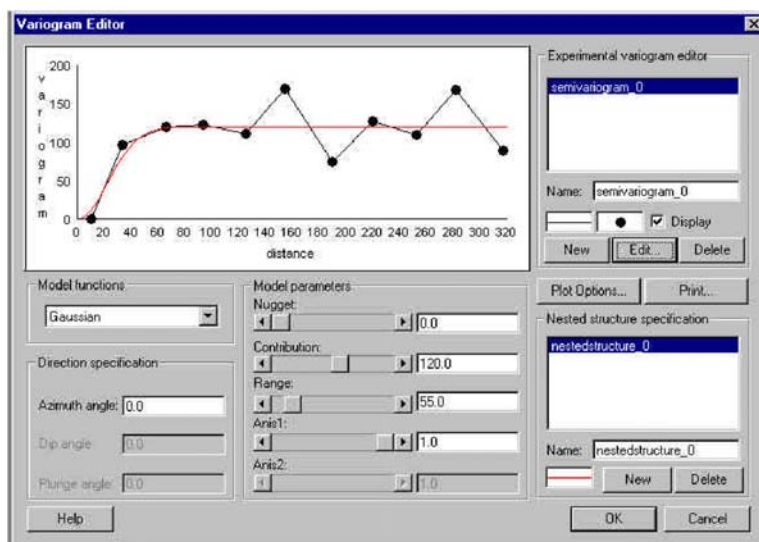 Variogram Editor
variogram
200
150
100
50
0
0 20 40 60 80 100 120 140 160 180 200 220 240 260 280 300 320
distance
Experimental variogram editor
semivariogram_0
Name: semivariogram_0
Display
New Edit... Delete
Plot Options... Print...
Model functions
Gaussian
Direction specification
Azimuth angle: 0.0
Dip angle 0.0
Plunge angle: 0.0
Model parameters
Nugget:
0.0
Contribution:
120.0
Range:
55.0
Anis1:
1.0
Anis2:
1.0
Nested structure specification
nestedstructure_0
Name: nestedstructure_0
New Delete
Help OK Cancel